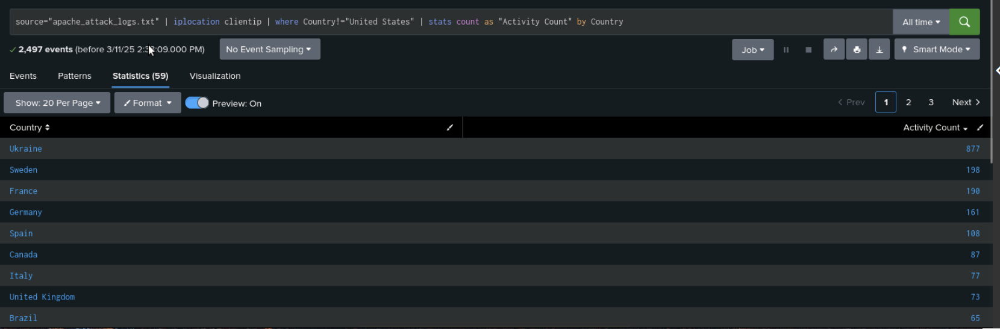 source="apache_attack_logs.txt" | iplocation clientip | where Country!="United States" | stats count as "Activity Count" by Country
All time
2,497 events (before 3/11/25 2:3 :09.000 PM)
No Event Sampling
Job
Smart Mode
Events
Patterns
Statistics (59)
Visualization
Show: 20 Per Page
Format
Preview: On
Prev
1
2
3
Next
Country
Activity Count
Ukraine 877
Sweden 198
France 190
Germany 161
Spain 108
Canada 87
Italy 77
United Kingdom 73
Brazil 65